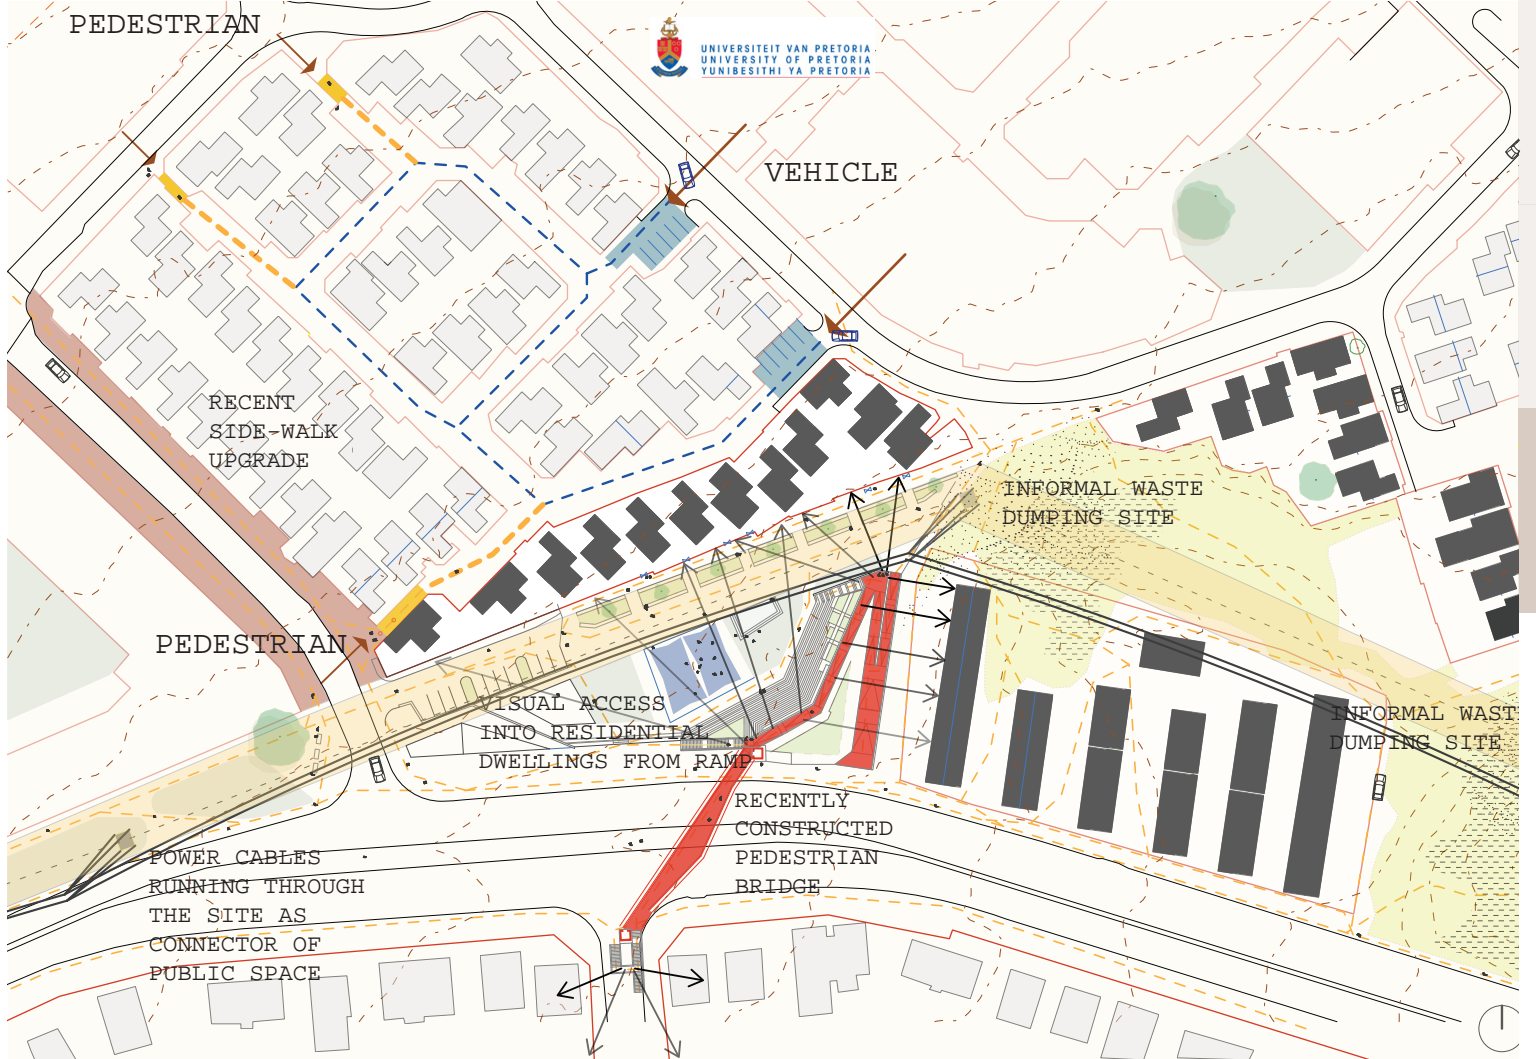 PEDESTRIAN
UNIVERSITEIT VAN PRETORIA
UNIVERSITY OF PRETORIA
YUNIBESITHI YA PRETORIA
VEHICLE
RECENT
SIDE-WALK
UPGRADE
INFORMAL WASTE
DUMPING SITE
PEDESTRIAN
VISUAL ACCESS
INTO RESIDENTIAL
DWELLINGS FROM RAMP
INFORMAL WAST
DUMPING SITE
RECENTLY
CONSTRUCTED
PEDESTRIAN
BRIDGE
POWER CABLES
RUNNING THROUGH
THE SITE AS
CONNECTOR OF
PUBLIC SPACE